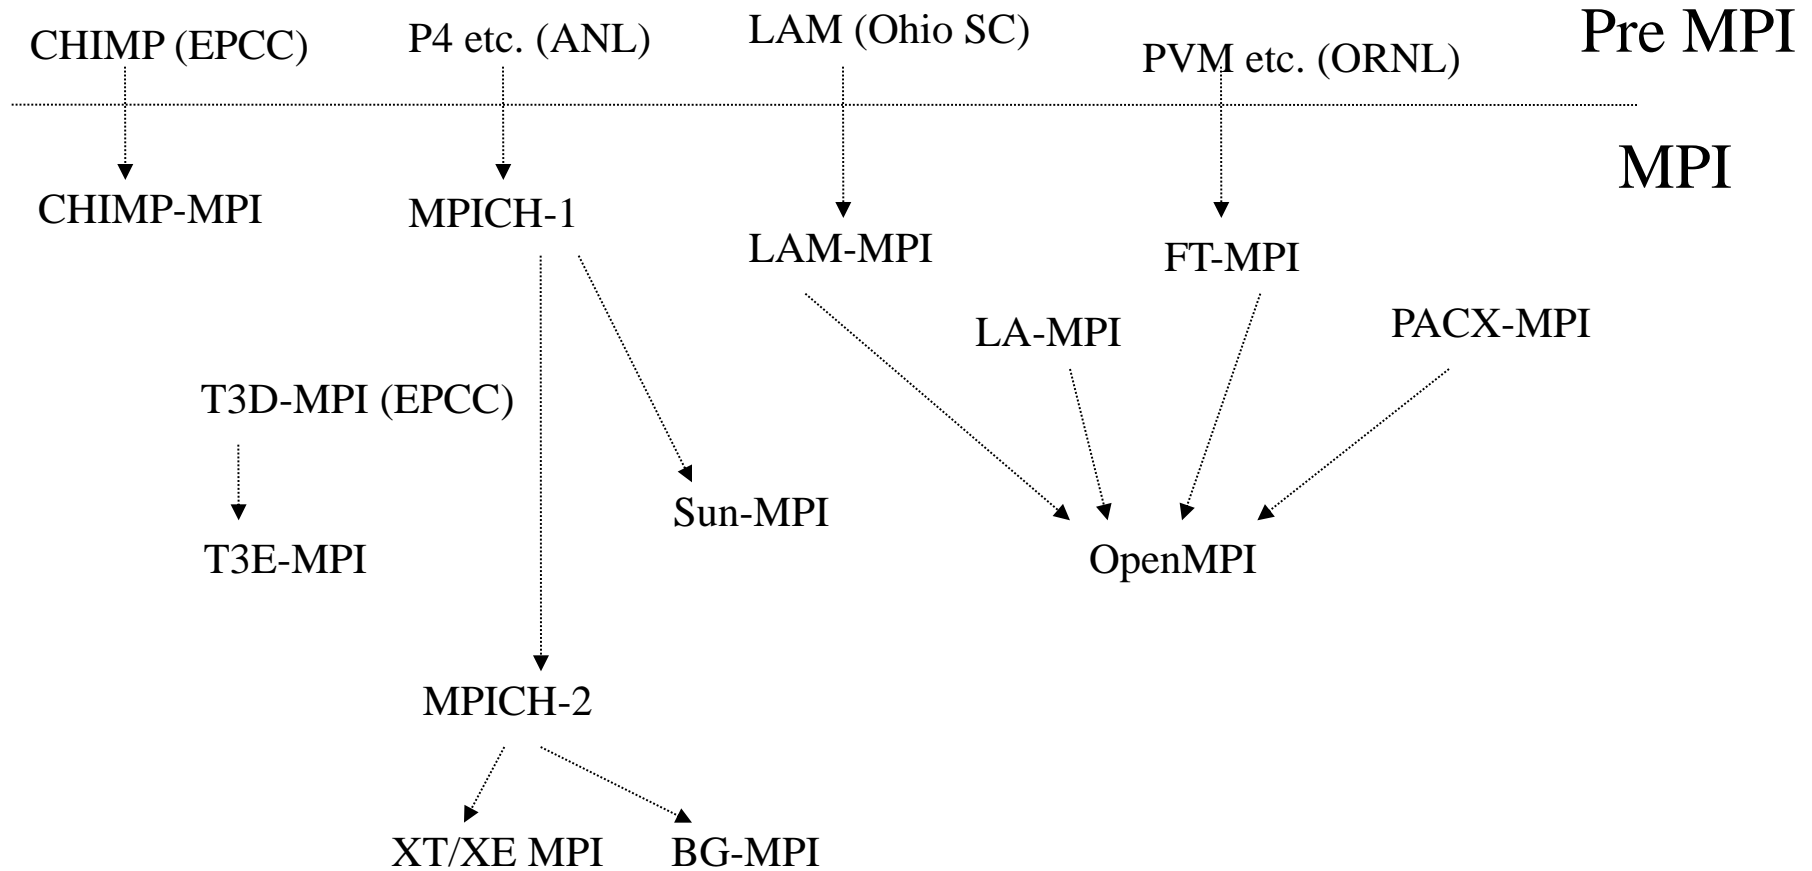 Pre MPI
CHIMP (EPCC)
P4 etc. (ANL)
LAM (Ohio SC)
PVM etc. (ORNL)
MPI
CHIMP-MPI
MPICH-1
LAM-MPI
FT-MPI
LA-MPI
PACX-MPI
T3D-MPI (EPCC)
Sun-MPI
T3E-MPI
OpenMPI
MPICH-2
XT/XE MPI
BG-MPI